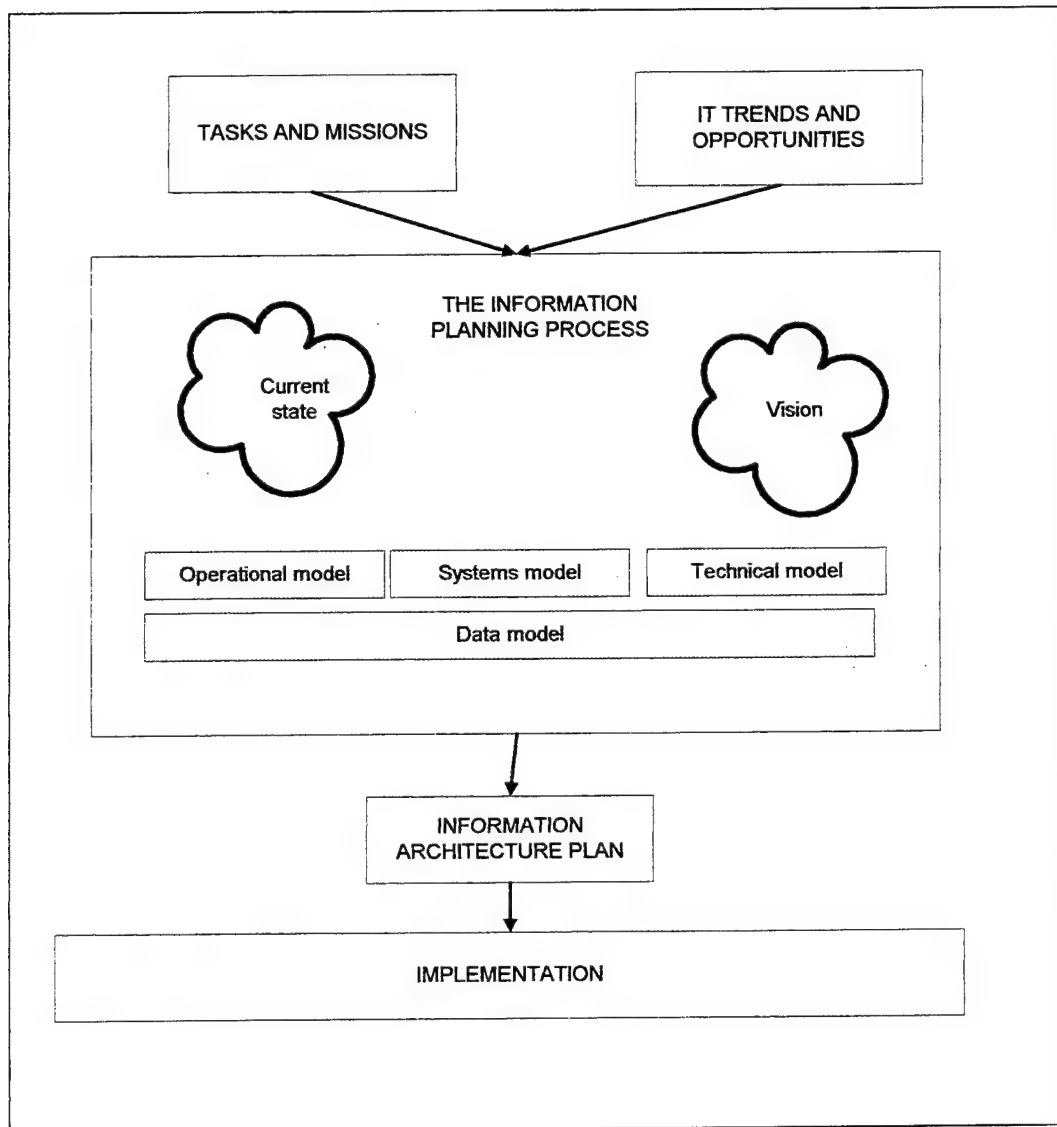 TASKS AND MISSIONS
IT TRENDS AND
OPPORTUNITIES
THE INFORMATION
PLANNING PROCESS
Current
state
Vision
Operational model
Systems model
Technical model
Data model
INFORMATION
ARCHITECTURE PLAN
IMPLEMENTATION